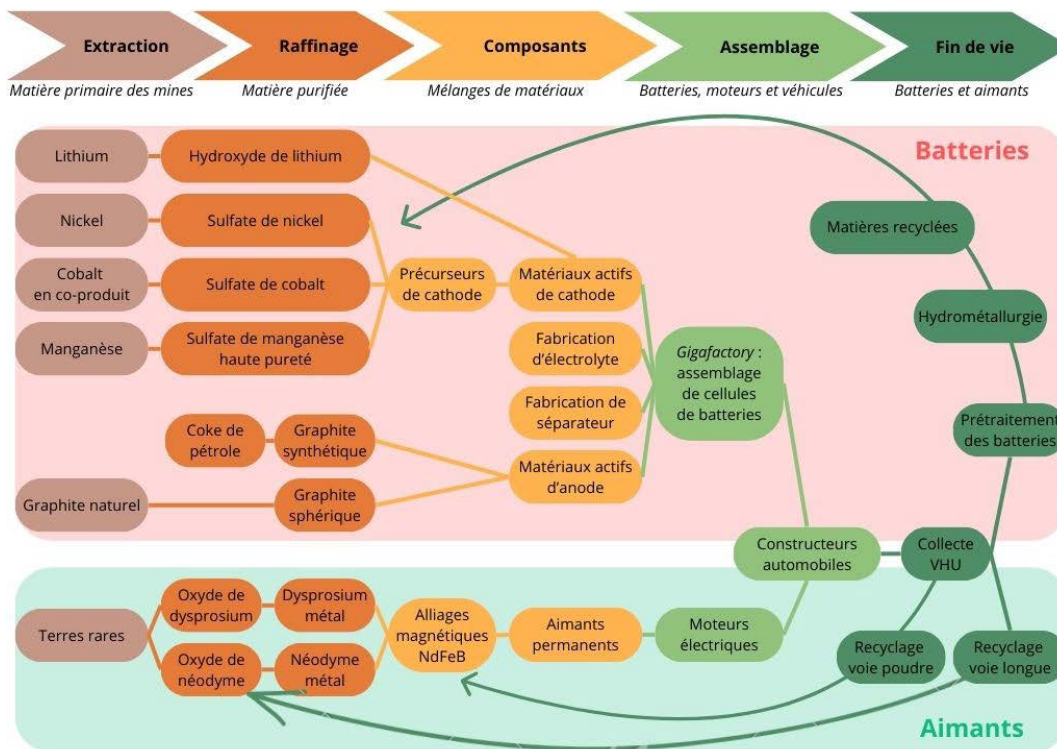 Extraction
Raffinage
Composants
Assemblage
Fin de vie
Matière primaire des mines
Matière purifiée
Mélanges de matériaux
Batteries, moteurs et véhicules
Batteries et aimants
Batteries
Lithium
Hydroxyde de lithium
Nickel
Sulfate de nickel
Matières recyclées
Cobalt
en co-produit
Sulfate de cobalt
Précurseurs
de cathode
Matériaux actifs
de cathode
Hydrométallurgie
Manganèse
Sulfate de manganèse
haute pureté
Fabrication
d'électrolyte
Gigafactory :
assemblage
de cellules
de batteries
Fabrication de
séparateur
Prétraitement
des batteries
Coke de
pétrole
Graphite
synthétique
Matériaux actifs
d'anode
Graphite naturel
Graphite
sphérique
Constructeurs
automobiles
Collecte
VHU
Terres rares
Oxyde de
dysprosium
Dysprosium
métal
Oxyde de
néodyme
Néodyme
métal
Alliages
magnétiques
NdFeB
Aimants
permanents
Moteurs
électriques
Recyclage
voie poudre
Recyclage
voie longue
Aimants